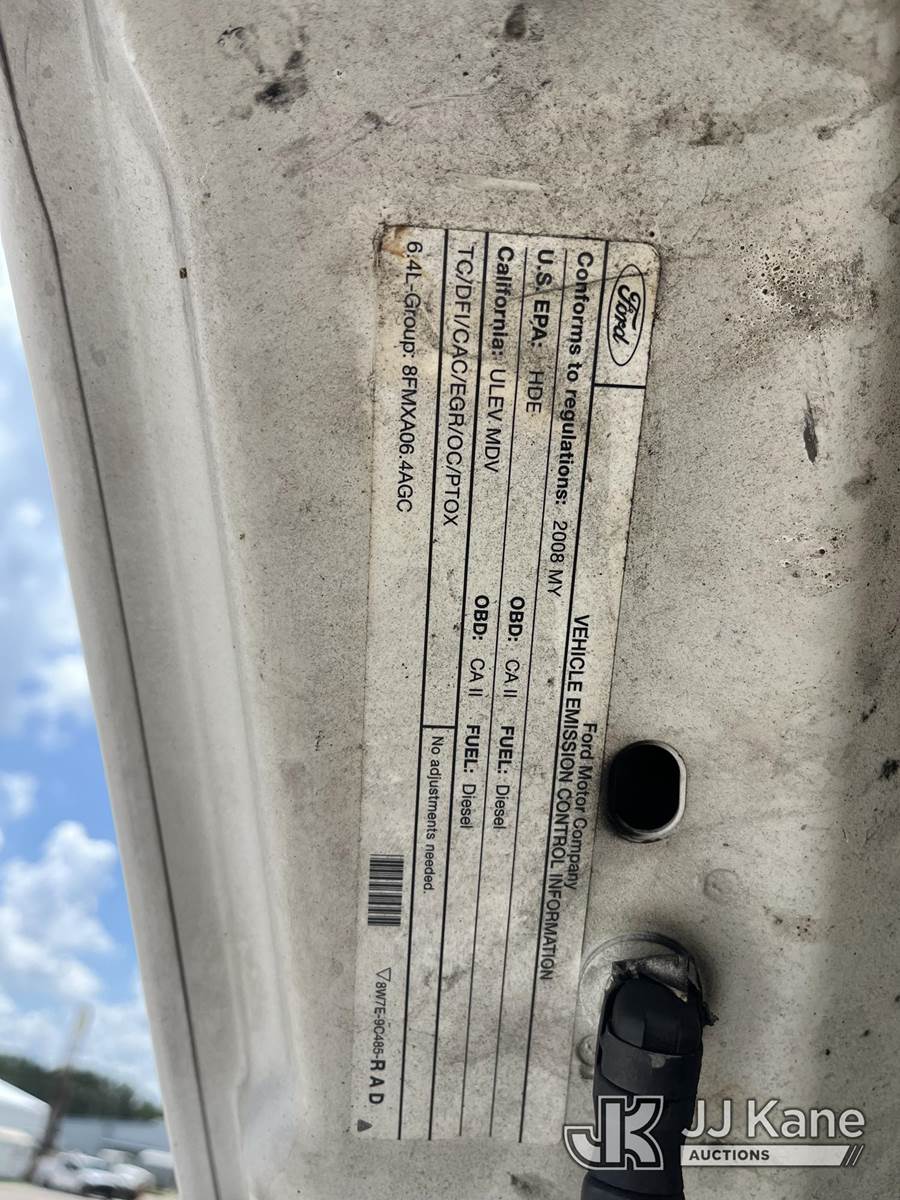 Ford
Ford Motor Company
VEHICLE EMISSION CONTROL INFORMATION
Conforms to regulations: 2008 MY
U.S. EPA: HDE OBD: CA II FUEL: Diesel
California: ULEV MDV OBD: CA II FUEL: Diesel
TC/DFI/CAC/EGR/OC/PTOX No adjustments needed.
6.4L-Group: 8FMXA06.4AGC
8W7E-9C485-R A D
JK JJ Kane
AUCTIONS